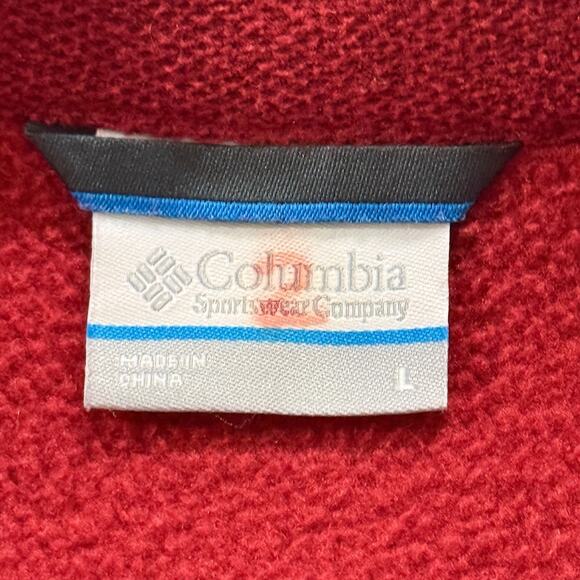 Columbia
Sportswear Company
MADE IN
CHINA
L